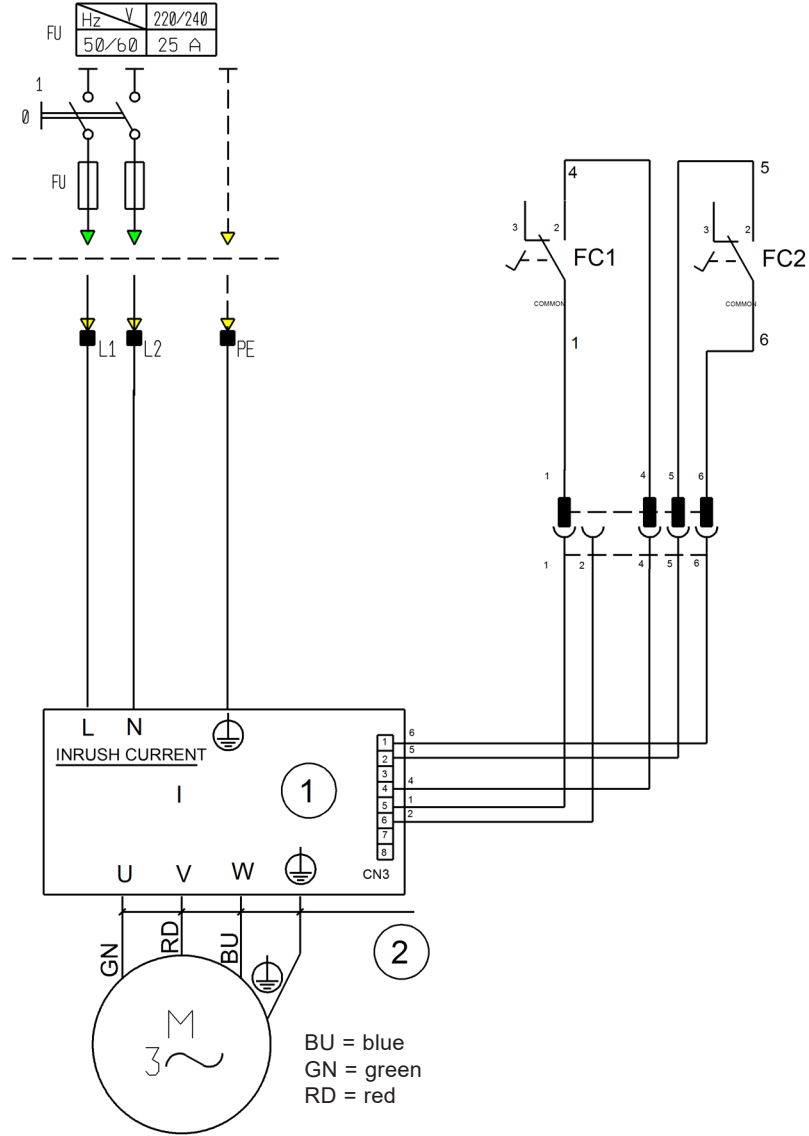 Hz V 220/240
FU
50/60 25 A
1
0
FU
4
5
3 2
3 2
FC1
FC2
COMMON
COMMON
1
6
L1 L2 PE
1 4 5 6
1 2 4 5 6
L N
INRUSH CURRENT
I
1
1 6
2 5
3
4 4
5 1
6 2
7
8
CN3
U V W
2
GN RD BU
M
3
BU = blue
GN = green
RD = red